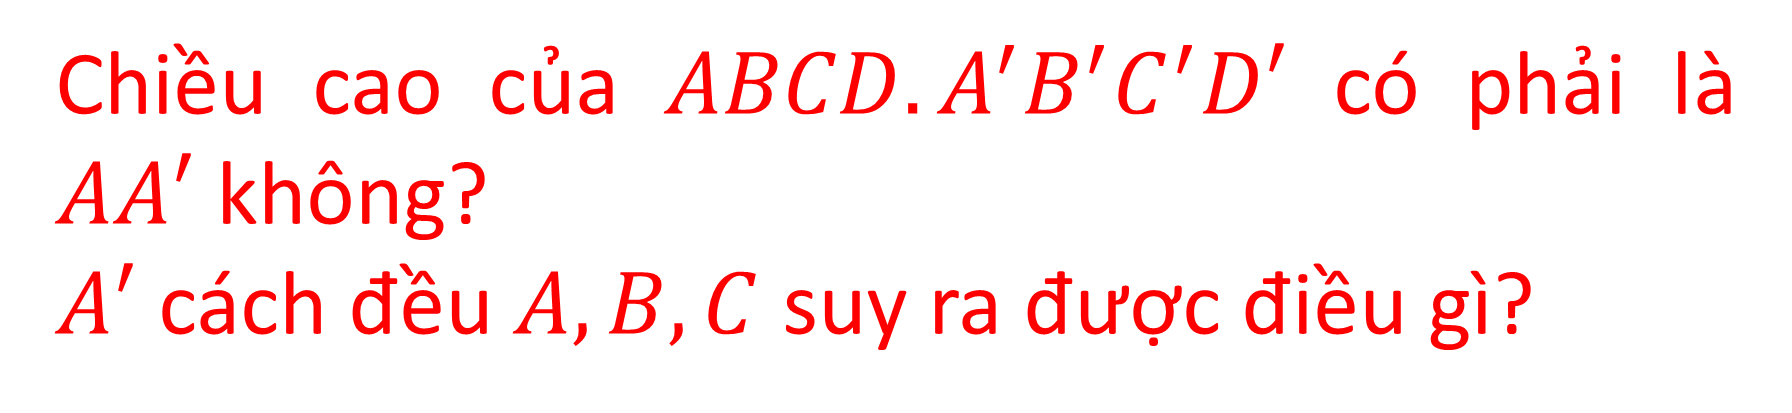 Chiều cao của ABCD.A′B′C′D′ có phải là
AA′ không?
A′ cách đều A, B, C suy ra được điều gì?